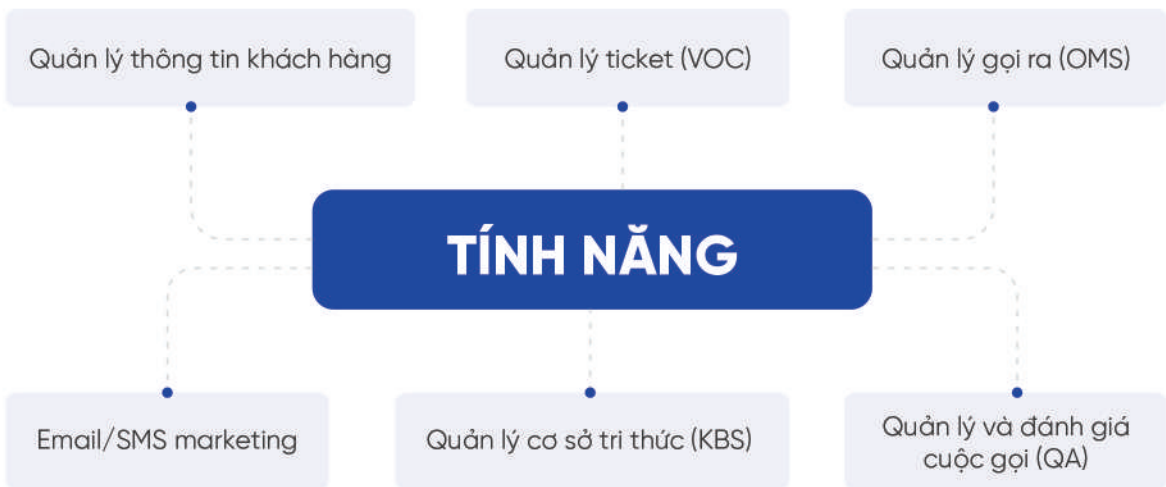 Quản lý thông tin khách hàng
Quản lý ticket (VOC)
Quản lý gọi ra (OMS)
TÍNH NĂNG
Email/SMS marketing
Quản lý cơ sở tri thức (KBS)
Quản lý và đánh giá
cuộc gọi (QA)